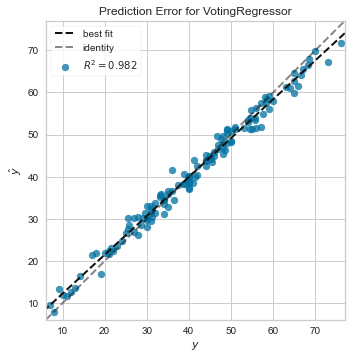 Prediction Error for VotingRegressor
best fit
identity
R² = 0.982
ŷ
70
60
50
40
30
20
10
10 20 30 40 50 60 70
y